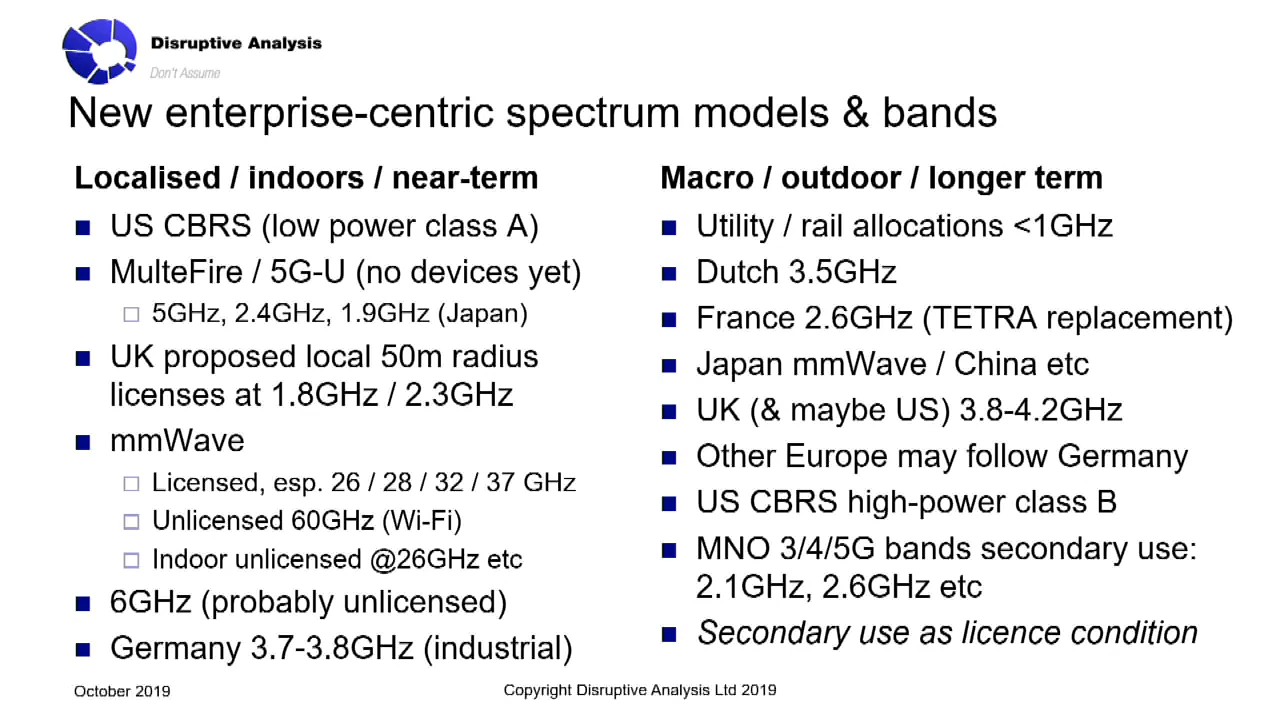 Disruptive Analysis
Don't Assume
New enterprise-centric spectrum models & bands
Localised / indoors / near-term
US CBRS (low power class A)
MulteFire / 5G-U (no devices yet)
5GHz, 2.4GHz, 1.9GHz (Japan)
UK proposed local 50m radius
licenses at 1.8GHz / 2.3GHz
mmWave
Licensed, esp. 26 / 28 / 32 / 37 GHz
Unlicensed 60GHz (Wi-Fi)
Indoor unlicensed @26GHz etc
6GHz (probably unlicensed)
Germany 3.7-3.8GHz (industrial)
Macro / outdoor / longer term
Utility / rail allocations <1GHz
Dutch 3.5GHz
France 2.6GHz (TETRA replacement)
Japan mmWave / China etc
UK (& maybe US) 3.8-4.2GHz
Other Europe may follow Germany
US CBRS high-power class B
MNO 3/4/5G bands secondary use:
2.1GHz, 2.6GHz etc
Secondary use as licence condition
October 2019
Copyright Disruptive Analysis Ltd 2019